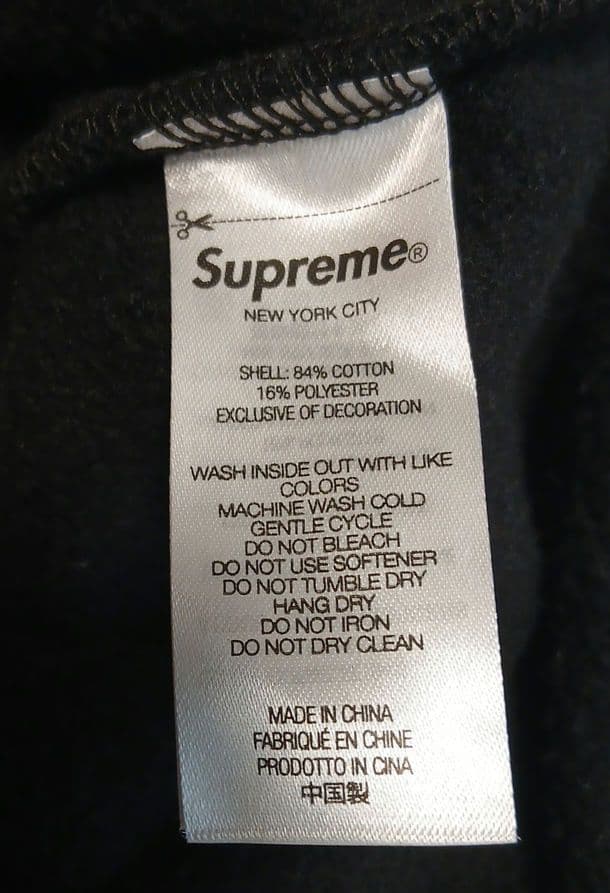 Supreme®
NEW YORK CITY
SHELL: 84% COTTON
16% POLYESTER
EXCLUSIVE OF DECORATION
WASH INSIDE OUT WITH LIKE
COLORS
MACHINE WASH COLD
GENTLE CYCLE
DO NOT BLEACH
DO NOT USE SOFTENER
DO NOT TUMBLE DRY
HANG DRY
DO NOT IRON
DO NOT DRY CLEAN
MADE IN CHINA
FABRIQUÉ EN CHINE
PRODOTTO IN CINA
中国製